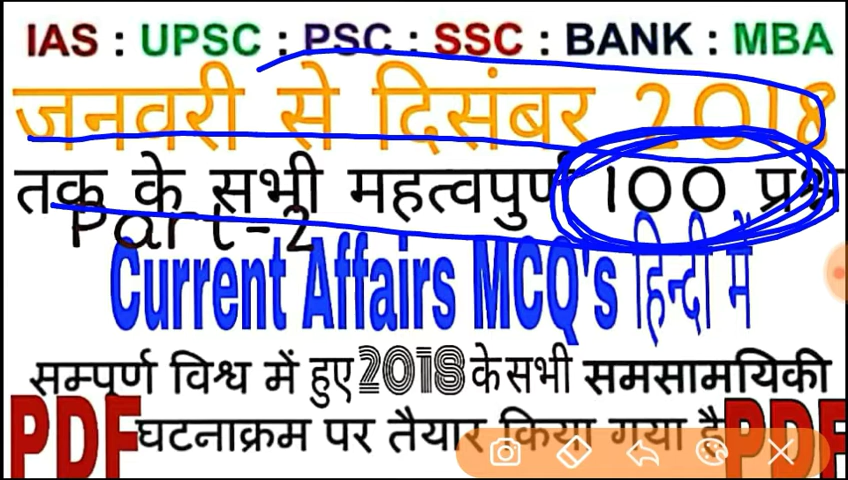 IAS : UPSC : PSC : SSC : BANK : MBA
जनवरी से दिसंबर 2018
तक के सभी महत्वपुर्ण 100 प्रश्न
Part-2
Current Affairs MCQ's हिन्दी में
सम्पूर्ण विश्व में हुए 2018 के सभी समसामयिकी
PDF घटनाक्रम पर तैयार किया गया है PDF